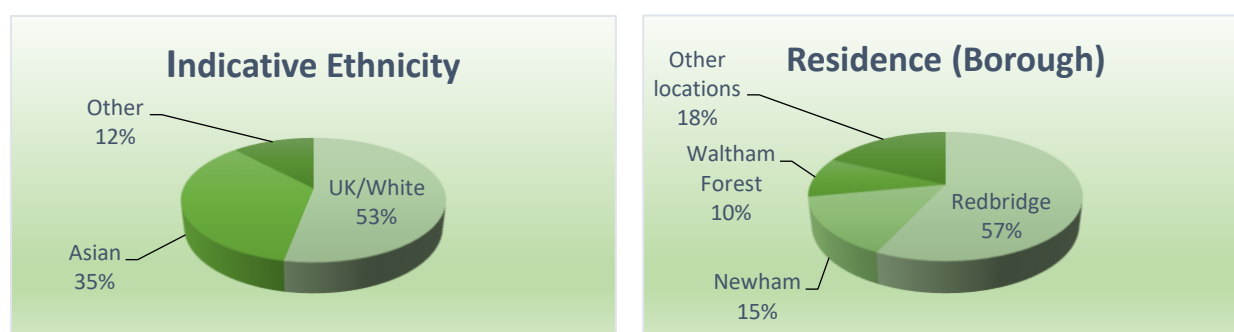 Indicative Ethnicity
Other
12%
UK/White
53%
Asian
35%
Residence (Borough)
Other
locations
18%
Waltham
Forest
10%
Redbridge
57%
Newham
15%